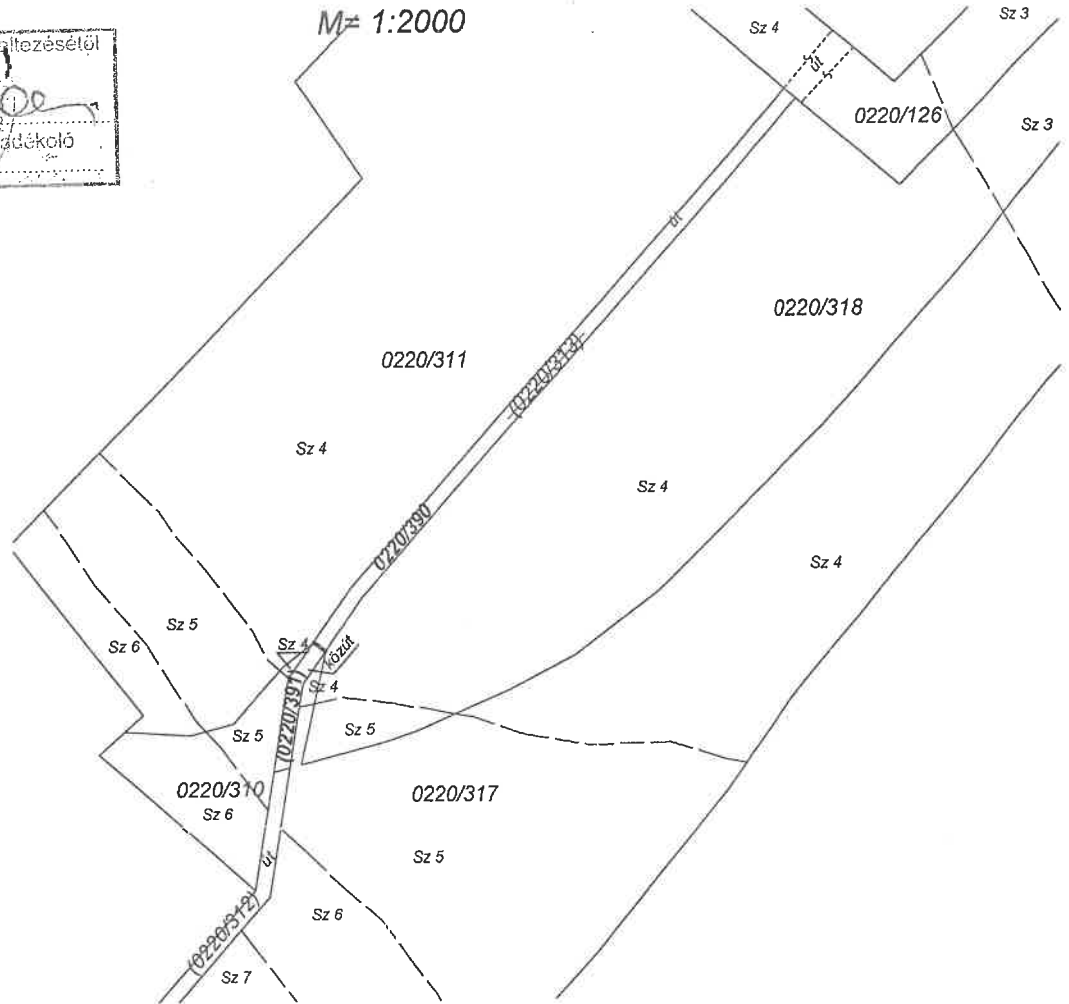 M= 1:2000
Sz 3
Sz 4
út
0220/126
Sz 3
út
0220/318
(0220/313)
0220/311
Sz 4
Sz 4
0220/390
Sz 4
Sz 5
Sz 6
Sz 4
közút
Sz 4
(0220/391)
Sz 5
Sz 5
0220/310
Sz 6
0220/317
Sz 5
út
Sz 6
(0220/312)
Sz 7